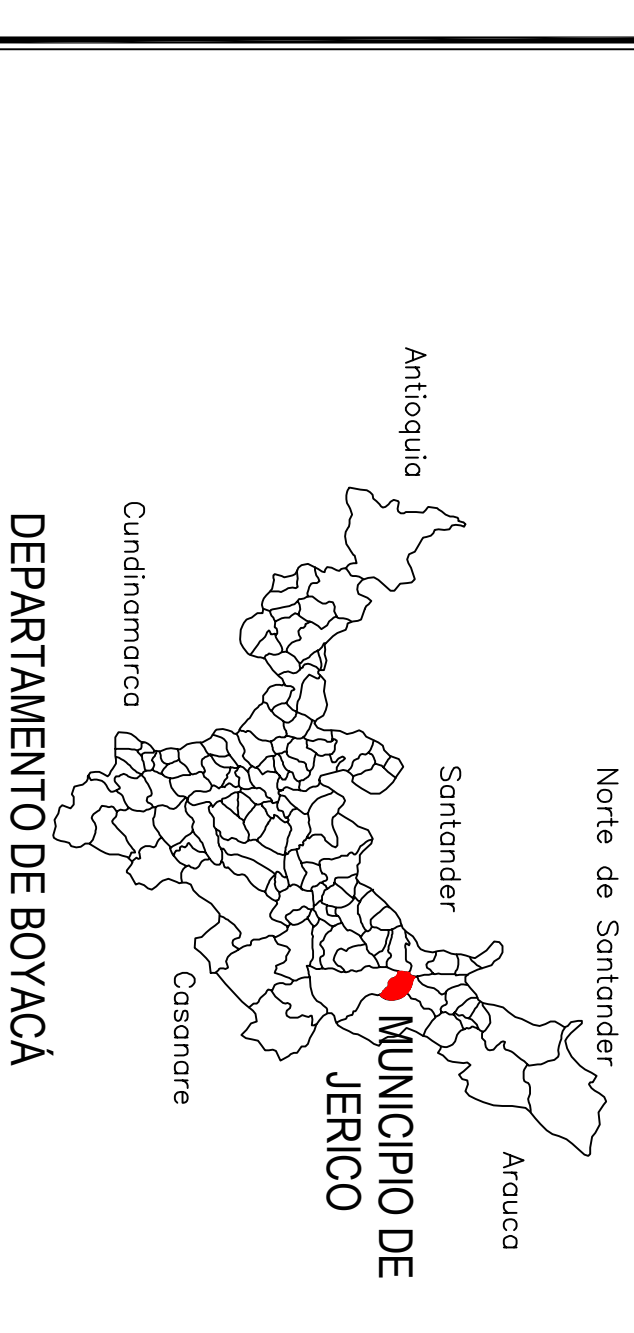 Norte de Santander
Santander
Antioquia
Arauca
MUNICIPIO DE
JERICO
Casanare
Cundinamarca
DEPARTAMENTO DE BOYACÁ